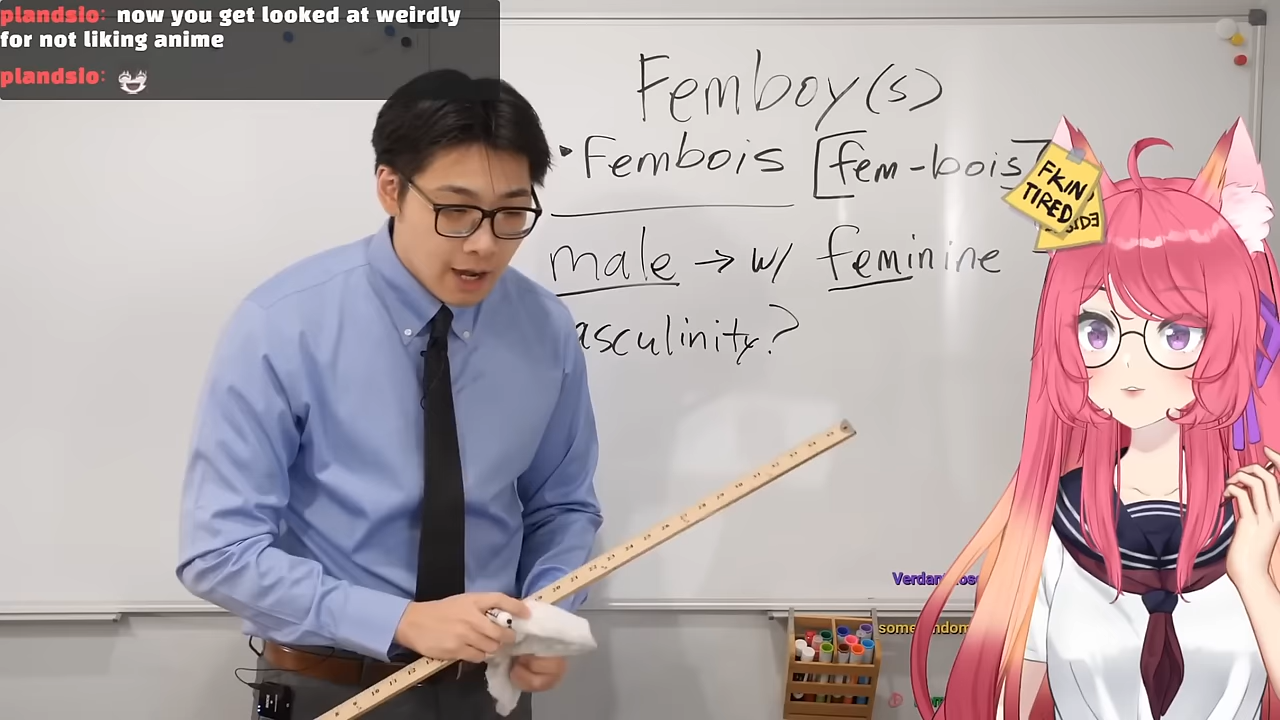 plandslo: now you get looked at weirdly
for not liking anime
plandslo:
Femboy(s)
• Fembois [fem-bois]
male → w/ feminine
asculinity?
FKIN
TIRED